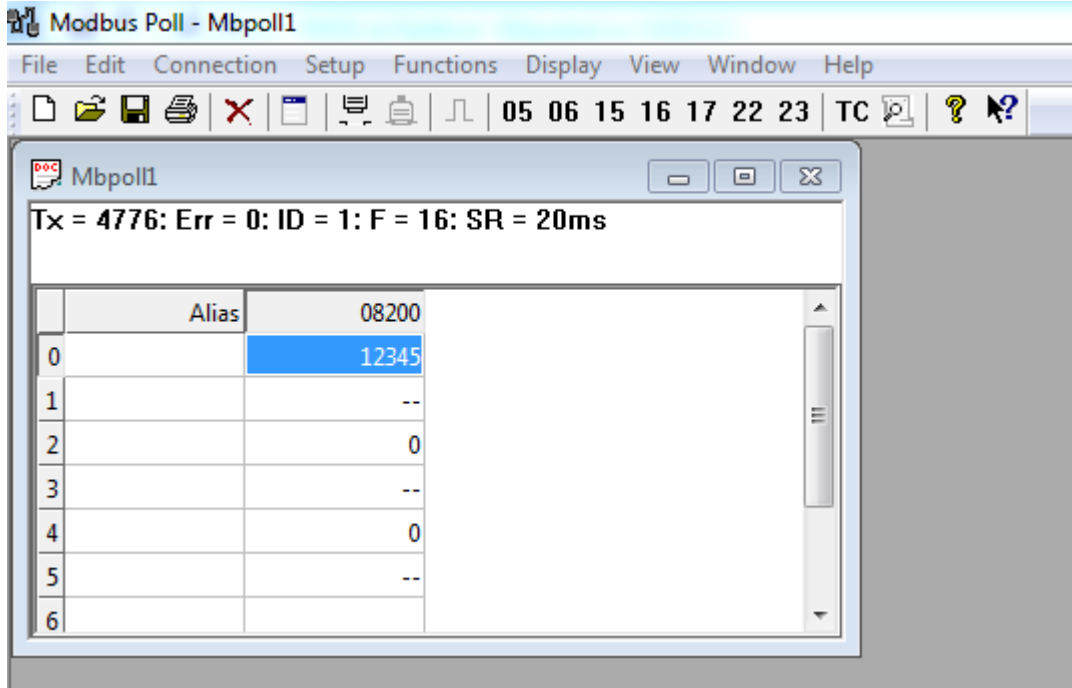 Modbus Poll - Mbpoll1
File Edit Connection Setup Functions Display View Window Help
05 06 15 16 17 22 23 TC
DOC Mbpoll1
Tx = 4776: Err = 0: ID = 1: F = 16: SR = 20ms
Alias 08200
0 12345
1 --
2 0
3 --
4 0
5 --
6